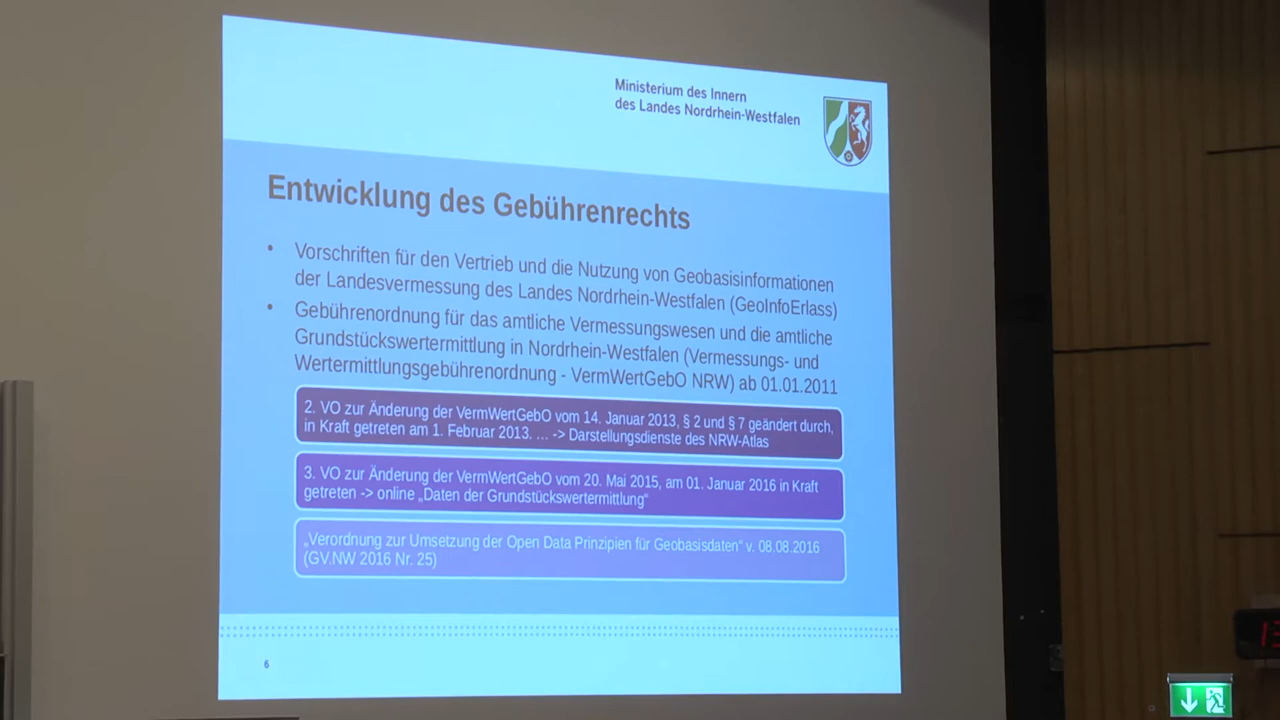 Ministerium des Innern
des Landes Nordrhein-Westfalen
Entwicklung des Gebührenrechts
• Vorschriften für den Vertrieb und die Nutzung von Geobasisinformationen
der Landesvermessung des Landes Nordrhein-Westfalen (GeoInfoErlass)
• Gebührenordnung für das amtliche Vermessungswesen und die amtliche
Grundstückswertermittlung in Nordrhein-Westfalen (Vermessungs- und
Wertermittlungsgebührenordnung - VermWertGebO NRW) ab 01.01.2011
2. VO zur Änderung der VermWertGebO vom 14. Januar 2013, § 2 und § 7 geändert durch,
in Kraft getreten am 1. Februar 2013. ... -> Darstellungsdienste des NRW-Atlas
3. VO zur Änderung der VermWertGebO vom 20. Mai 2015, am 01. Januar 2016 in Kraft
getreten -> online „Daten der Grundstückswertermittlung“
„Verordnung zur Umsetzung der Open Data Prinzipien für Geobasisdaten“ v. 08.08.2016
(GV.NW 2016 Nr. 25)
6